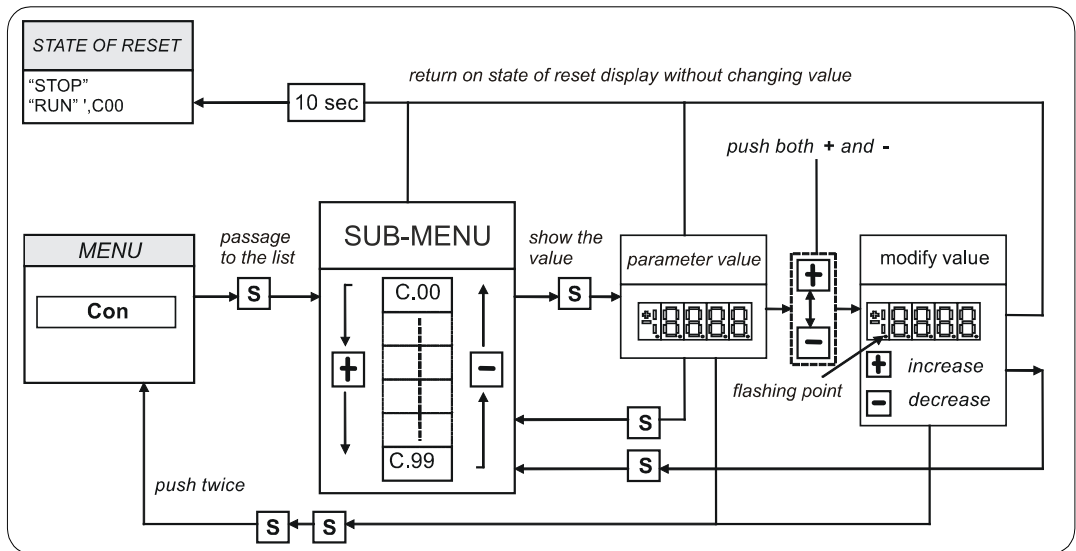 STATE OF RESET
"STOP"
"RUN" ',C00
10 sec
return on state of reset display without changing value
push both + and -
MENU
Con
passage
to the list
S
SUB-MENU
C.00
+
-
C.99
show the
value
S
parameter value
+
-
modify value
flashing point
+ increase
- decrease
S
S
push twice
S S